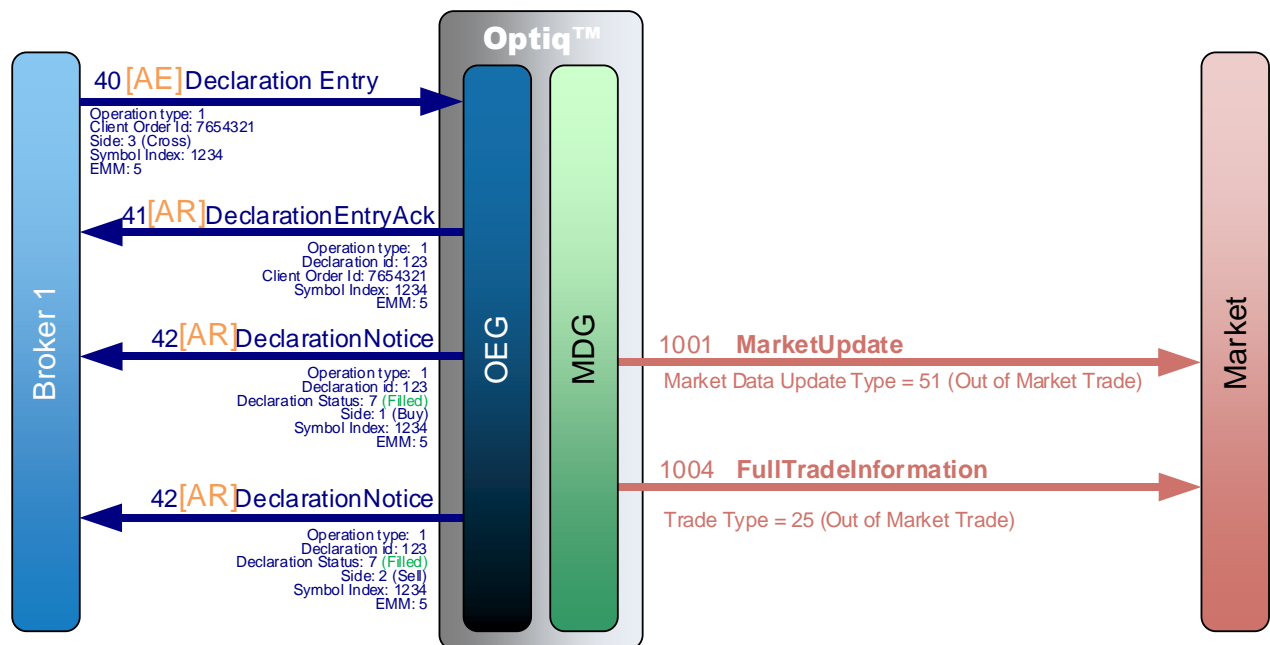 Optiq™
Broker 1
OEG
MDG
Market
40 [AE]Declaration Entry
Operation type: 1
Client Order Id: 7654321
Side: 3 (Cross)
Symbol Index: 1234
EMM: 5
41[AR]DeclarationEntryAck
Operation type: 1
Declaration id: 123
Client Order Id: 7654321
Symbol Index: 1234
EMM: 5
42[AR]DeclarationNotice
Operation type: 1
Declaration id: 123
Declaration Status: 7 (Filled)
Side: 1 (Buy)
Symbol Index: 1234
EMM: 5
42[AR]DeclarationNotice
Operation type: 1
Declaration id: 123
Declaration Status: 7 (Filled)
Side: 2 (Sell)
Symbol Index: 1234
EMM: 5
1001 MarketUpdate
Market Data Update Type = 51 (Out of Market Trade)
1004 FullTradeInformation
Trade Type = 25 (Out of Market Trade)